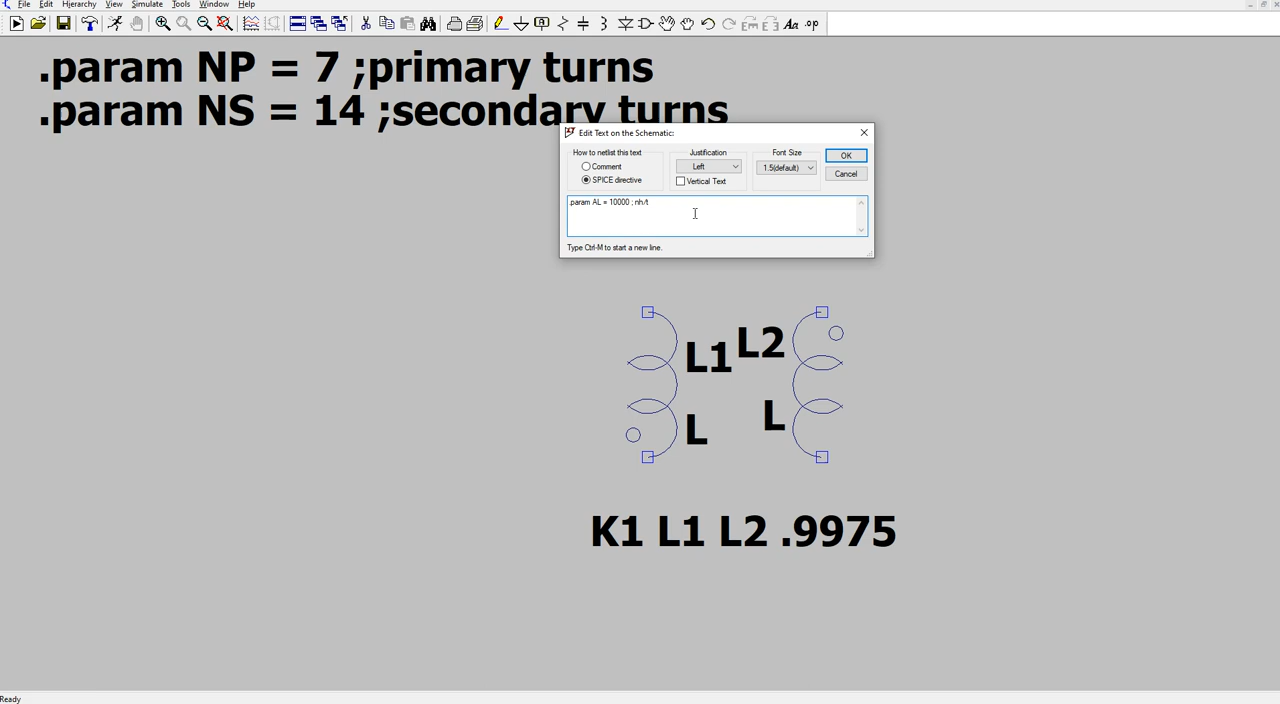 File Edit Hierarchy View Simulate Tools Window Help
Aa .op
.param NP = 7 ;primary turns
.param NS = 14 ;secondary turns
Edit Text on the Schematic:
How to netlist this text
Justification
Font Size
OK
Comment
Left
1.5(default)
SPICE directive
Vertical Text
Cancel
.param AL = 10000 ; nh/t
Type Ctrl-M to start a new line.
L1 L2
L L
K1 L1 L2 .9975
Ready